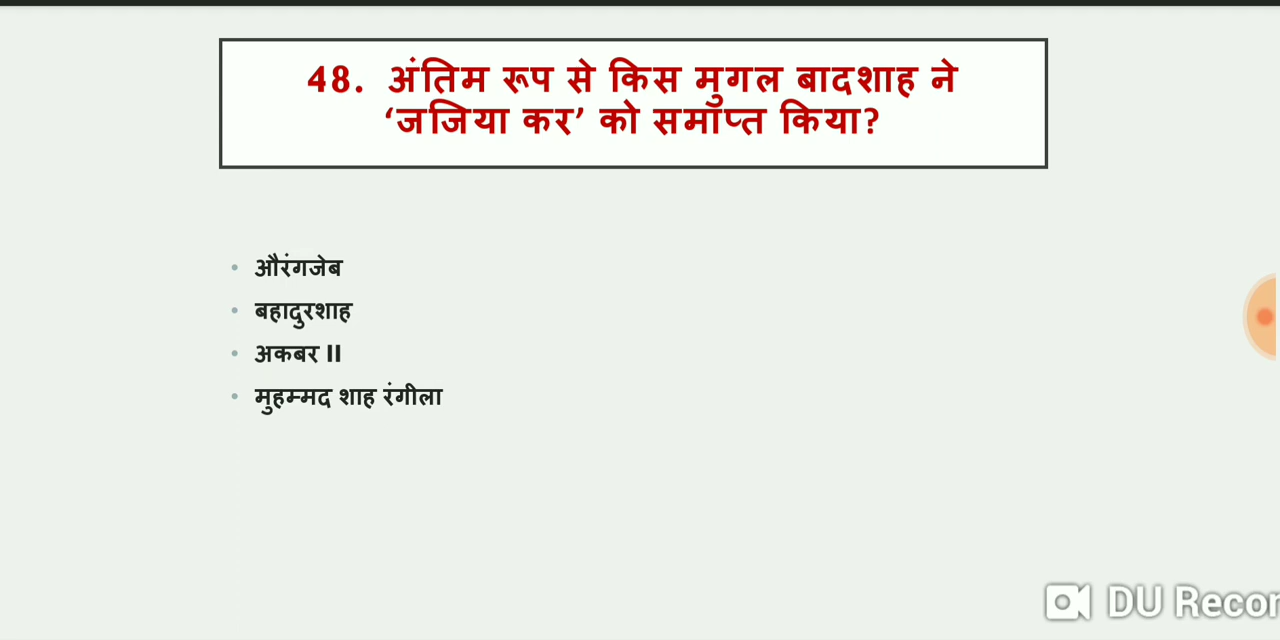 48. अंतिम रूप से किस मुगल बादशाह ने
‘जजिया कर’ को समाप्त किया?
• औरंगजेब
• बहादुरशाह
• अकबर II
• मुहम्मद शाह रंगीला
DU Recor